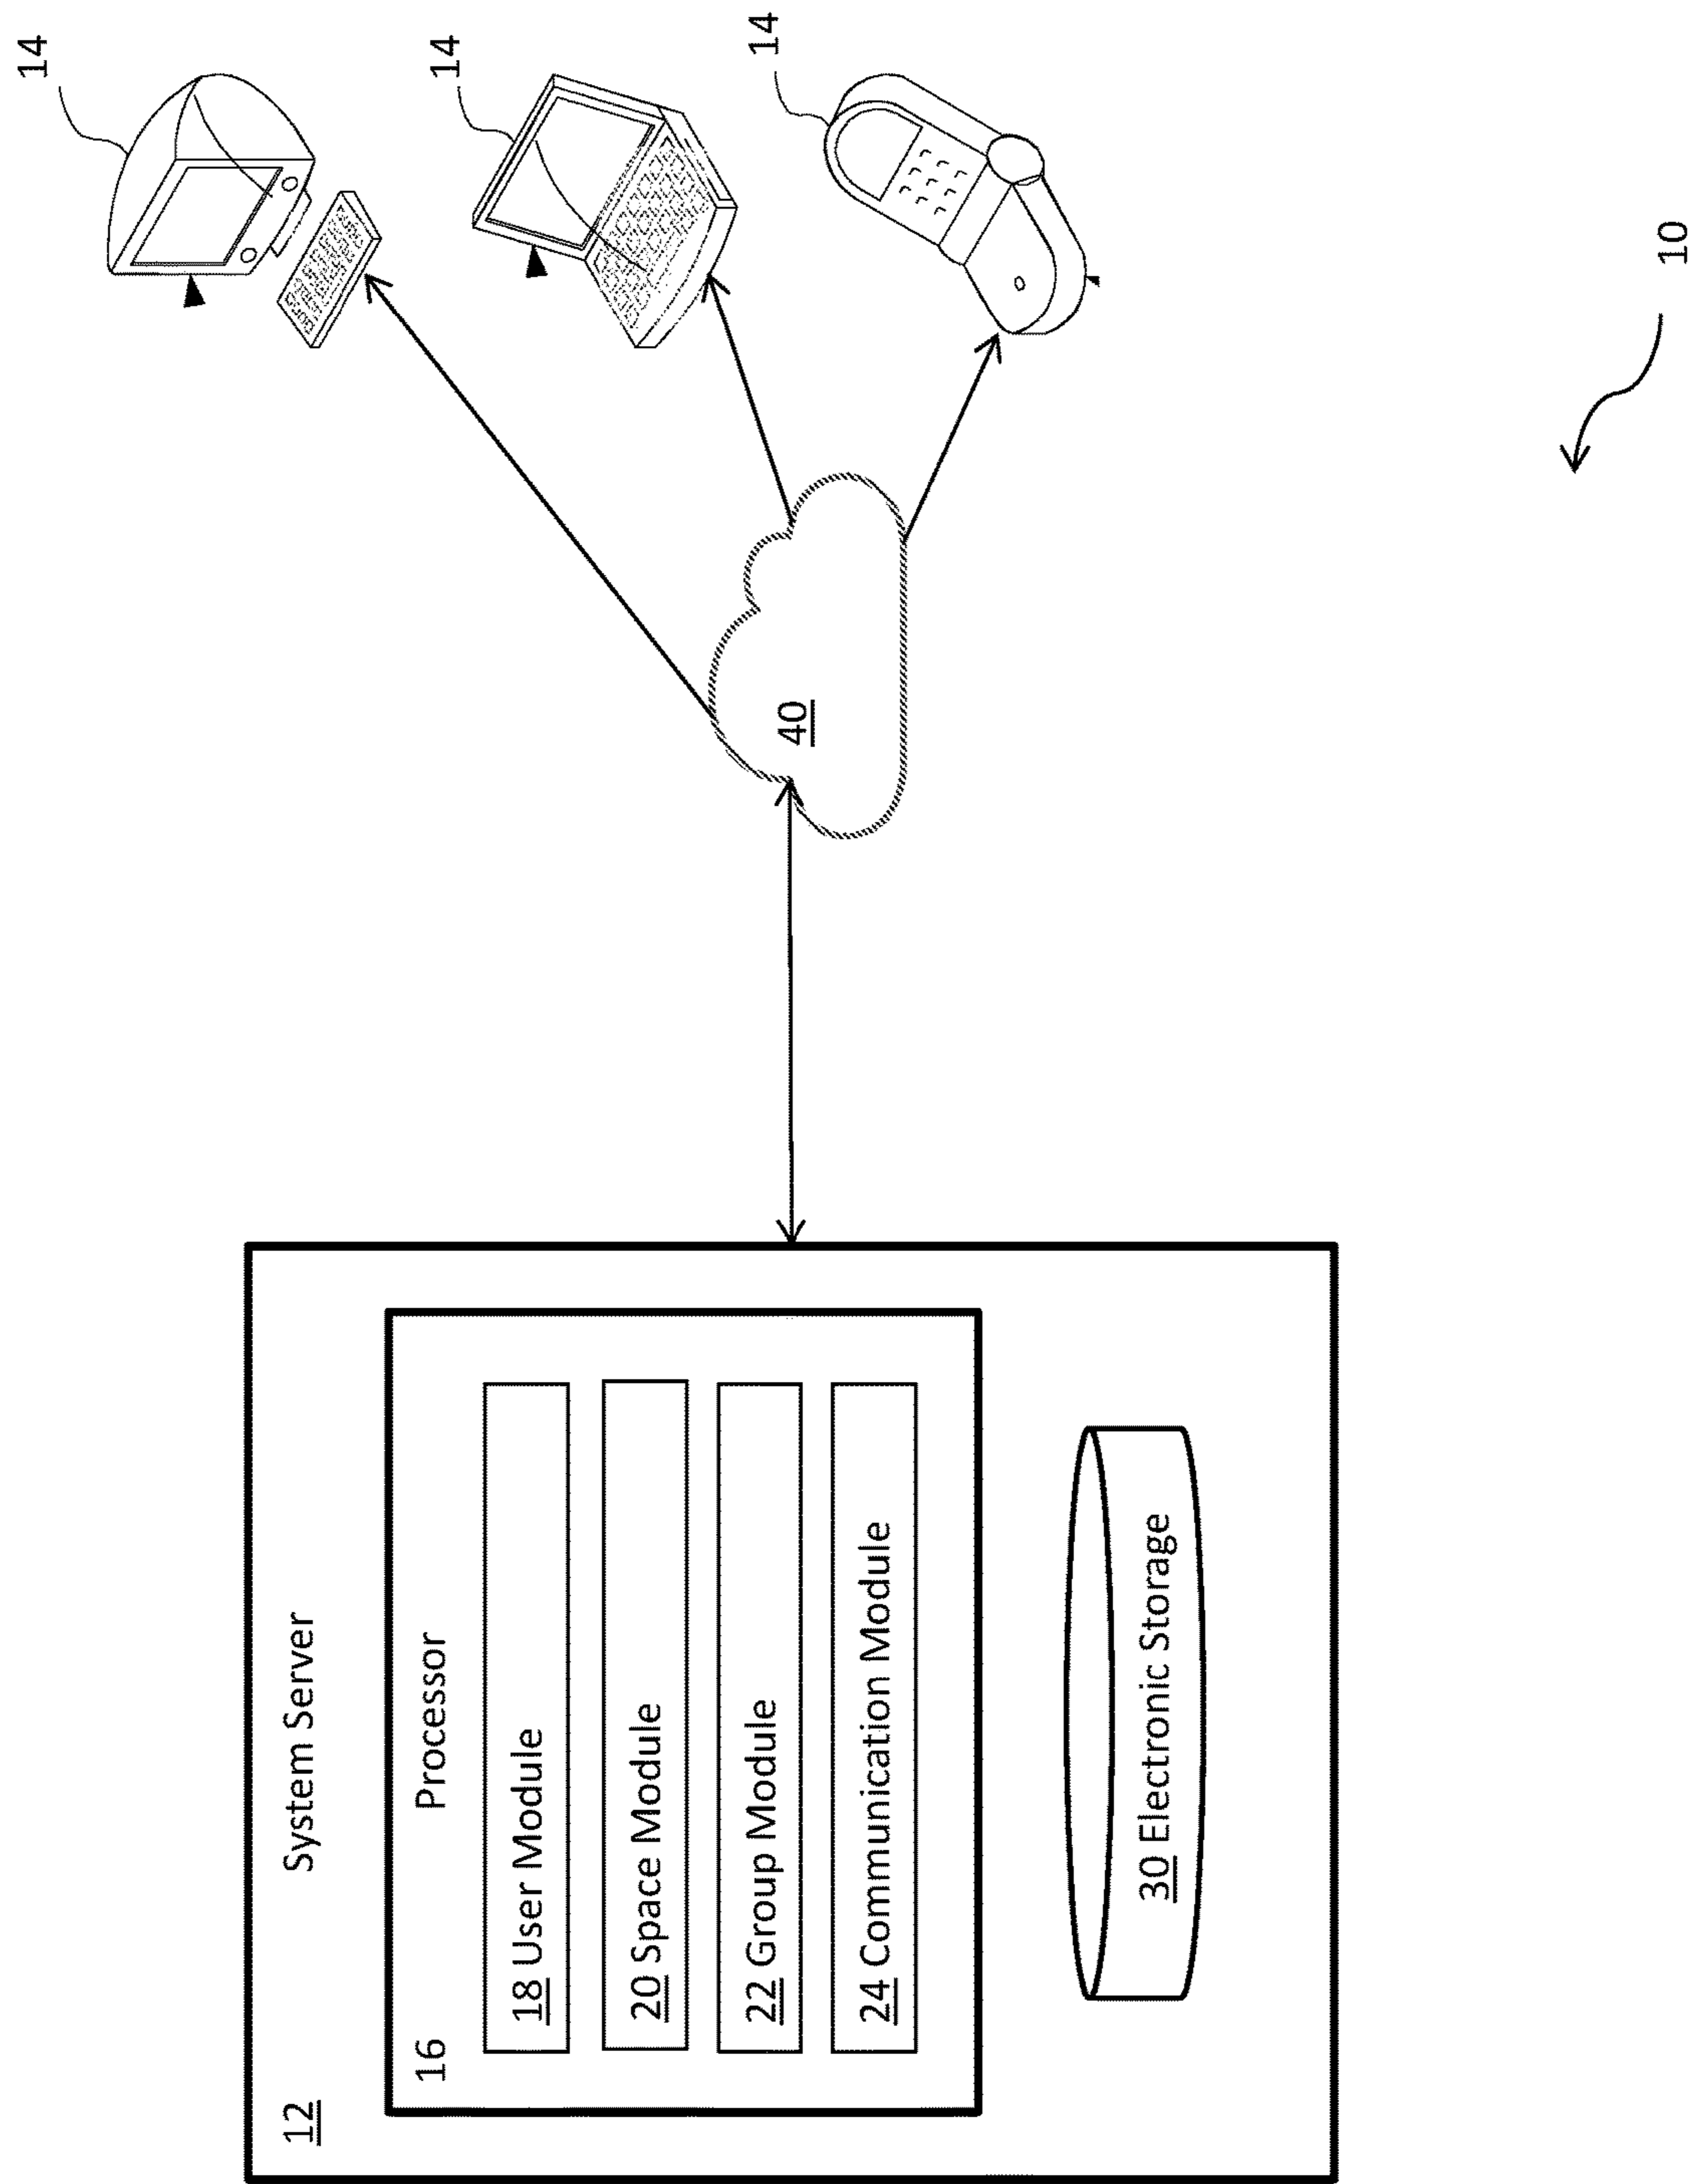 12
System Server
16
Processor
18 User Module
20 Space Module
22 Group Module
24 Communication Module
30 Electronic Storage
40
14
14
14
10